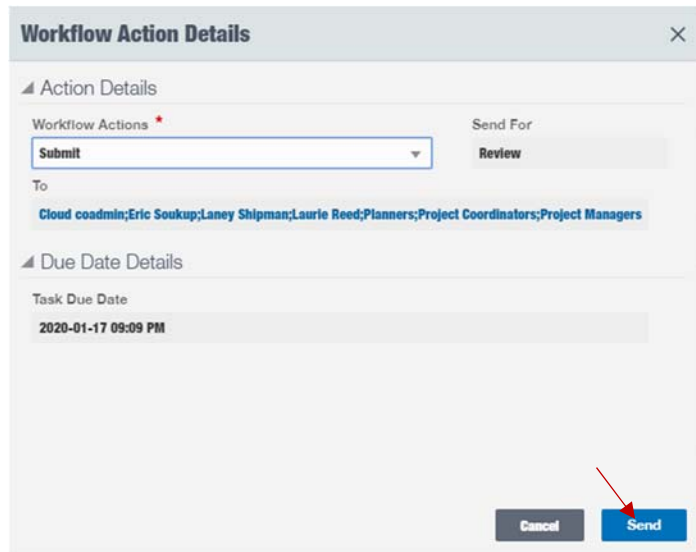 Workflow Action Details
Action Details
Workflow Actions *
Send For
Submit
Review
To
Cloud coadmin;Eric Soukup;Laney Shipman;Laurie Reed;Planners;Project Coordinators;Project Managers
Due Date Details
Task Due Date
2020-01-17 09:09 PM
Cancel
Send